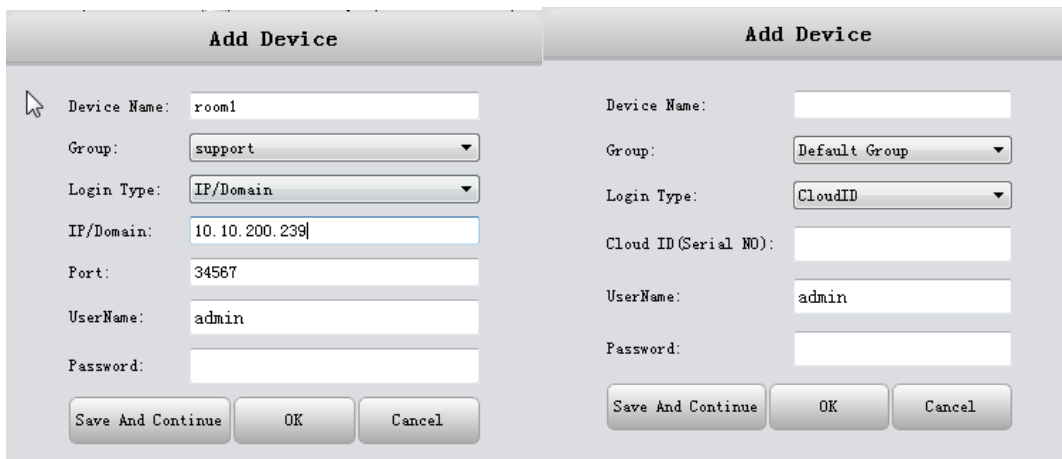 Add Device
Device Name: room1
Group: support
Login Type: IP/Domain
IP/Domain: 10.10.200.239
Port: 34567
UserName: admin
Password:
Save And Continue OK Cancel
Add Device
Device Name:
Group: Default Group
Login Type: CloudID
Cloud ID(Serial NO):
UserName: admin
Password:
Save And Continue OK Cancel